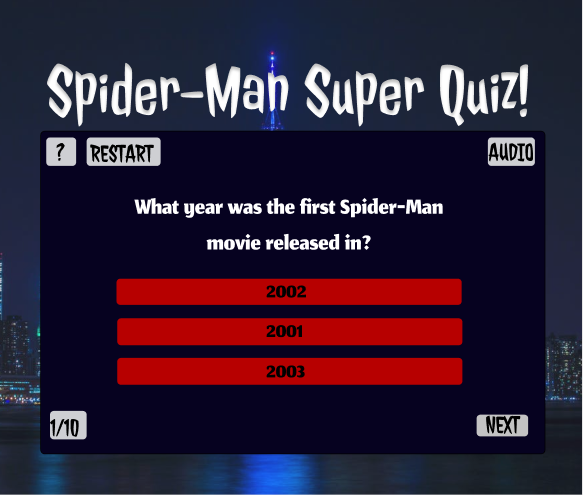 Spider-Man Super Quiz!
? RESTART AUDIO
What year was the first Spider-Man
movie released in?
2002
2001
2003
1/10 NEXT